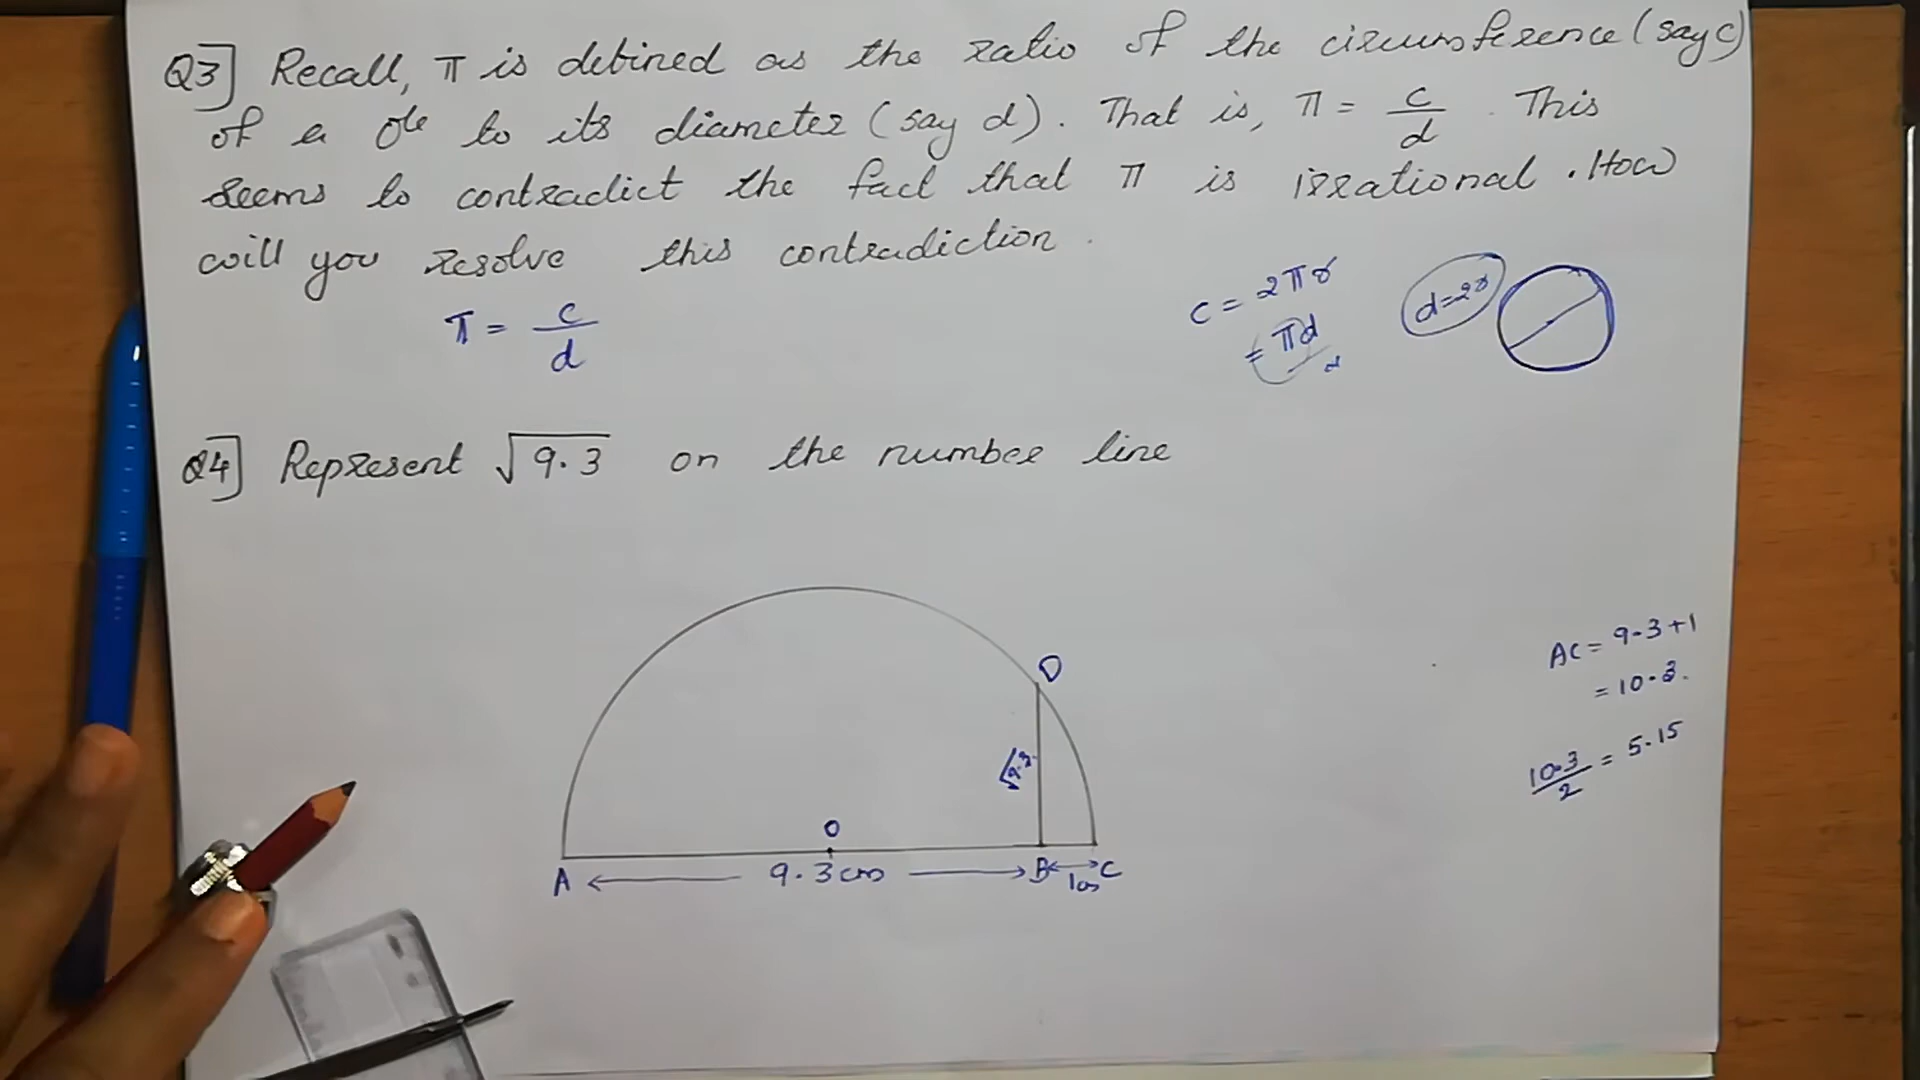 Q3] Recall, π is defined as the ratio of the circumference (say c)
of a Ole to its diameter (say d). That is, π = c/d. This
seems to contradict the fact that π is irrational. How
will you resolve this contradiction.
π = c/d
C = 2πr
= πd
d=2r
Q4] Represent √9.3 on the number line
D
√9.3
AC = 9.3+1
= 10.3.
10.3/2 = 5.15
O
A 9.3cm B C